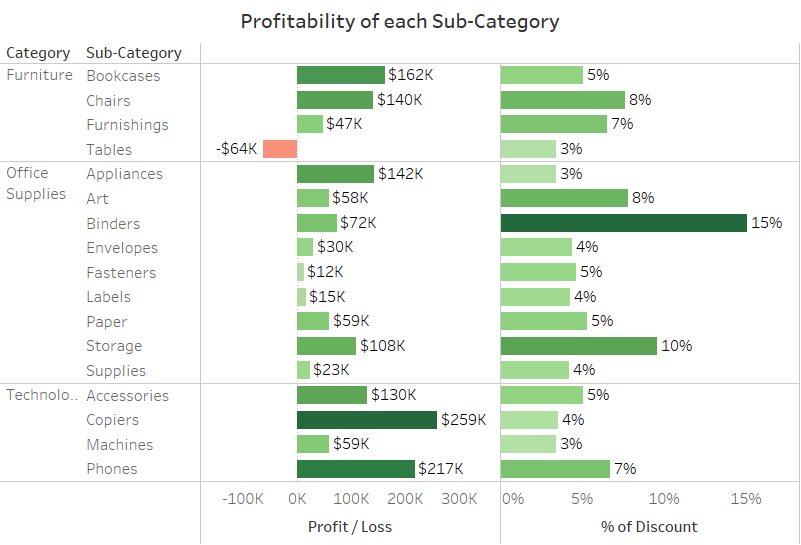 Profitability of each Sub-Category
Category Sub-Category
Furniture Bookcases $162K 5%
Chairs $140K 8%
Furnishings $47K 7%
Tables -$64K 3%
Office Supplies Appliances $142K 3%
Art $58K 8%
Binders $72K 15%
Envelopes $30K 4%
Fasteners $12K 5%
Labels $15K 4%
Paper $59K 5%
Storage $108K 10%
Supplies $23K 4%
Technolo.. Accessories $130K 5%
Copiers $259K 4%
Machines $59K 3%
Phones $217K 7%
-100K 0K 100K 200K 300K 0% 5% 10% 15%
Profit / Loss % of Discount